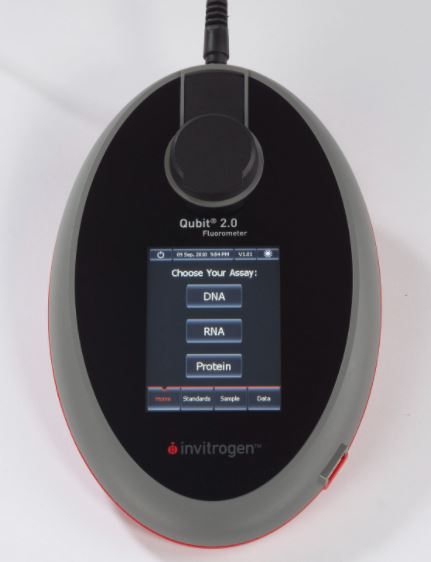 Qubit® 2.0
Fluorometer
09 Sep, 2010 5:04 PM V1.01
Choose Your Assay:
DNA
RNA
Protein
Home Standards Sample Data
invitrogen™